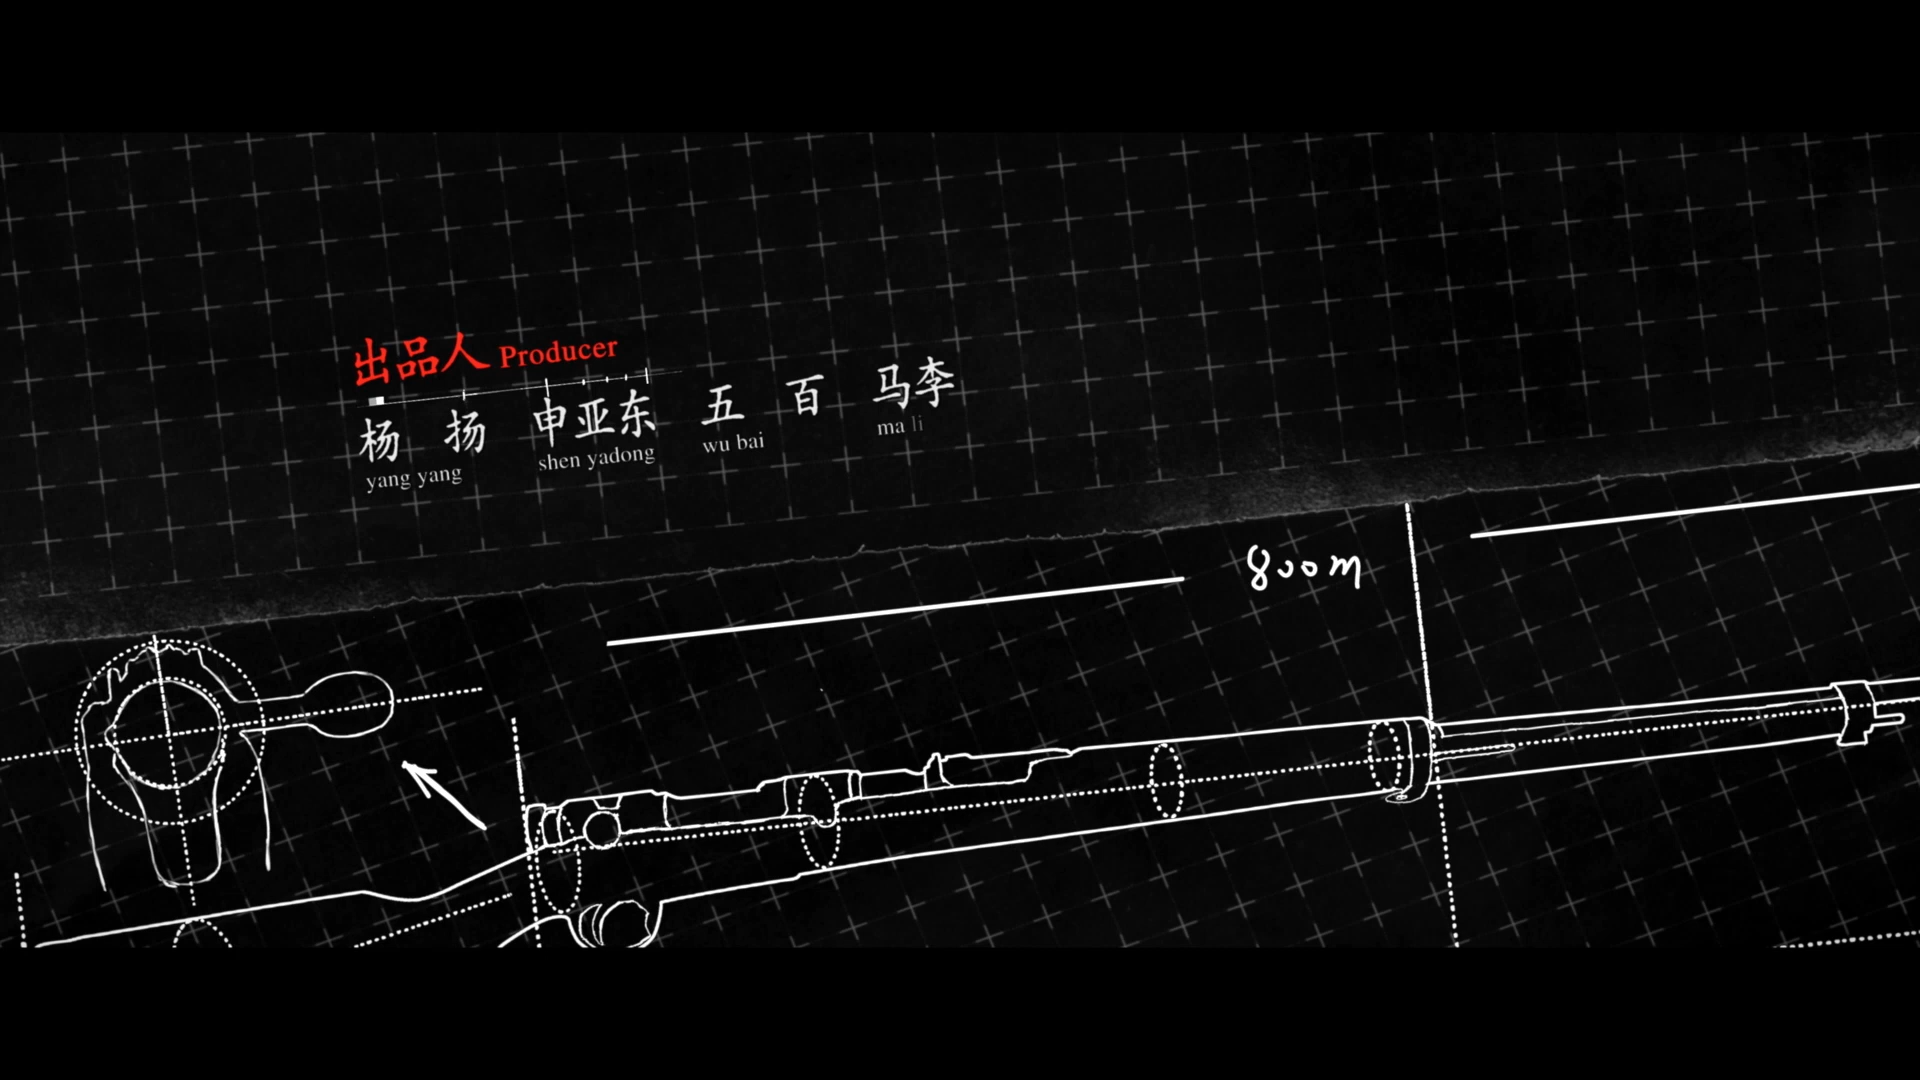 出品人 Producer
杨 扬 申亚东 五 百 马李
yang yang shen yadong wu bai ma li
800m